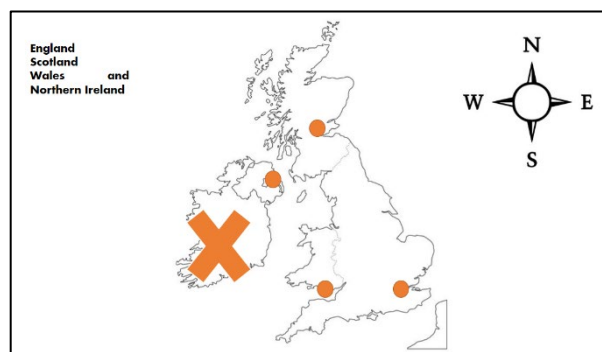 England
Scotland
Wales and
Northern Ireland
N
W E
S